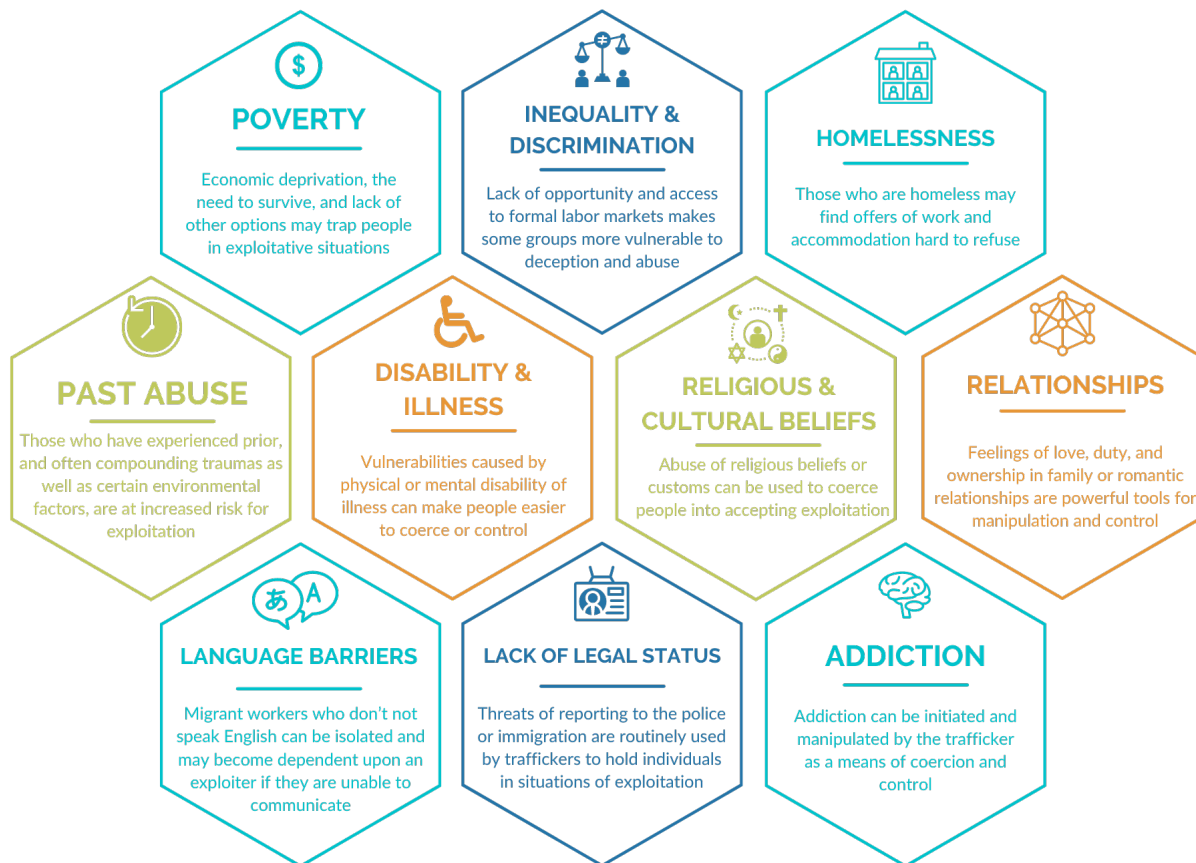 $
POVERTY
Economic deprivation, the
need to survive, and lack of
other options may trap people
in exploitative situations
INEQUALITY &
DISCRIMINATION
Lack of opportunity and access
to formal labor markets makes
some groups more vulnerable to
deception and abuse
HOMELESSNESS
Those who are homeless may
find offers of work and
accommodation hard to refuse
PAST ABUSE
Those who have experienced prior,
and often compounding traumas as
well as certain environmental
factors, are at increased risk for
exploitation
DISABILITY &
ILLNESS
Vulnerabilities caused by
physical or mental disability of
illness can make people easier
to coerce or control
RELIGIOUS &
CULTURAL BELIEFS
Abuse of religious beliefs or
customs can be used to coerce
people into accepting exploitation
RELATIONSHIPS
Feelings of love, duty, and
ownership in family or romantic
relationships are powerful tools for
manipulation and control
あ A
LANGUAGE BARRIERS
Migrant workers who don't not
speak English can be isolated and
may become dependent upon an
exploiter if they are unable to
communicate
LACK OF LEGAL STATUS
Threats of reporting to the police
or immigration are routinely used
by traffickers to hold individuals
in situations of exploitation
ADDICTION
Addiction can be initiated and
manipulated by the trafficker
as a means of coercion and
control